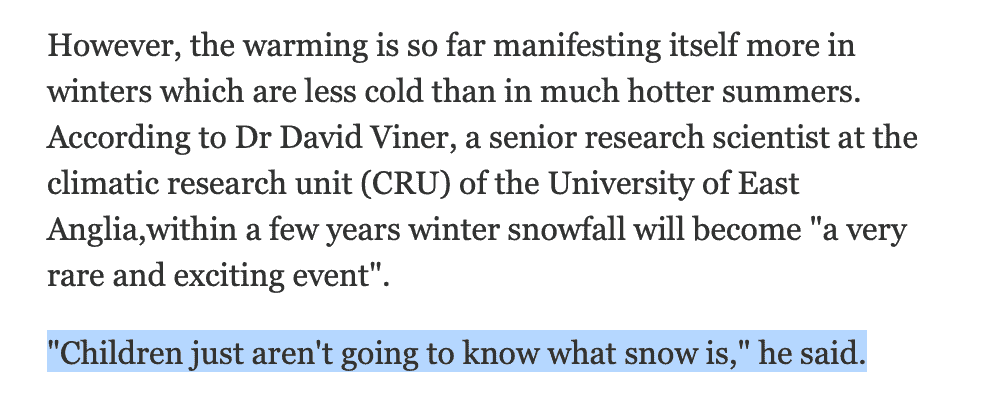 However, the warming is so far manifesting itself more in
winters which are less cold than in much hotter summers.
According to Dr David Viner, a senior research scientist at the
climatic research unit (CRU) of the University of East
Anglia,within a few years winter snowfall will become "a very
rare and exciting event".
"Children just aren't going to know what snow is," he said.